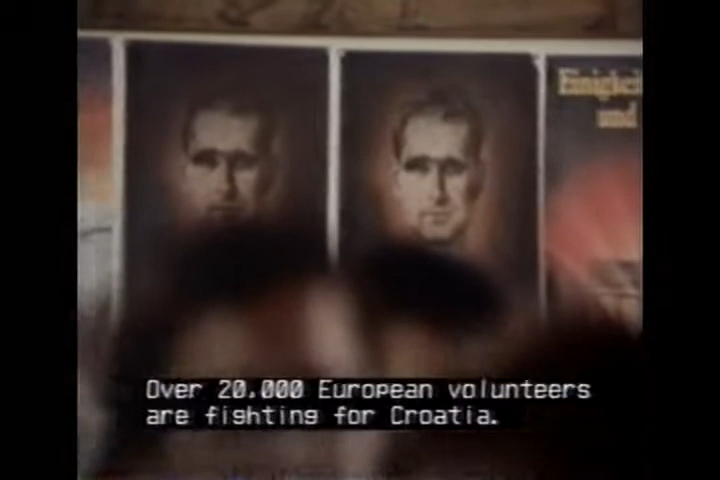 Einigkei
und
Over 20.000 European volunteers
are fighting for Croatia.